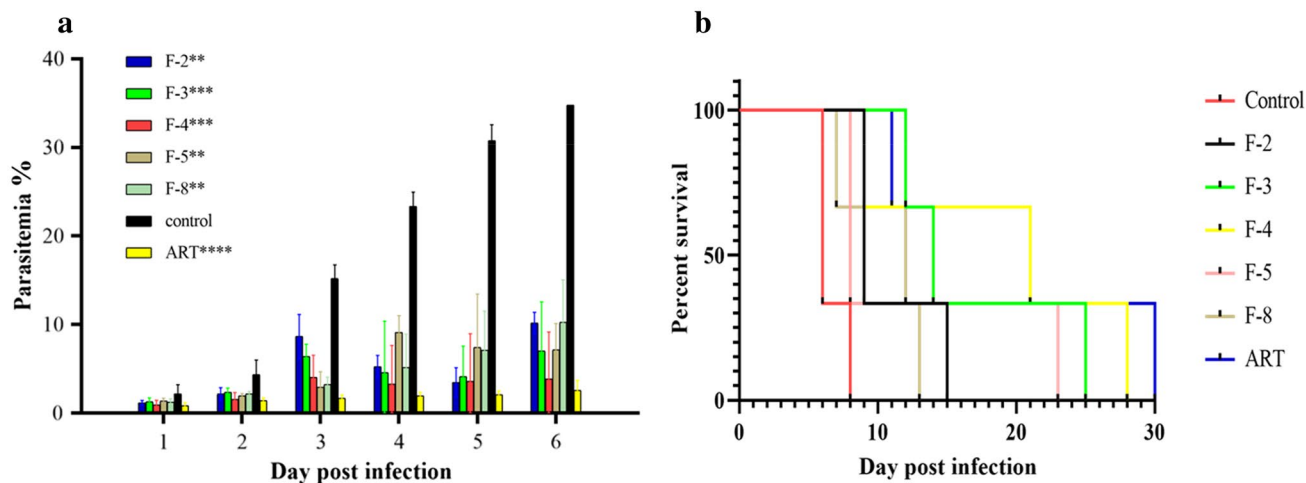 a
Parasitemia %
40
30
20
10
0
F-2**
F-3***
F-4***
F-5**
F-8**
control
ART****
1 2 3 4 5 6
Day post infection
b
Percent survival
100
50
0
0 10 20 30
Day post infection
Control
F-2
F-3
F-4
F-5
F-8
ART